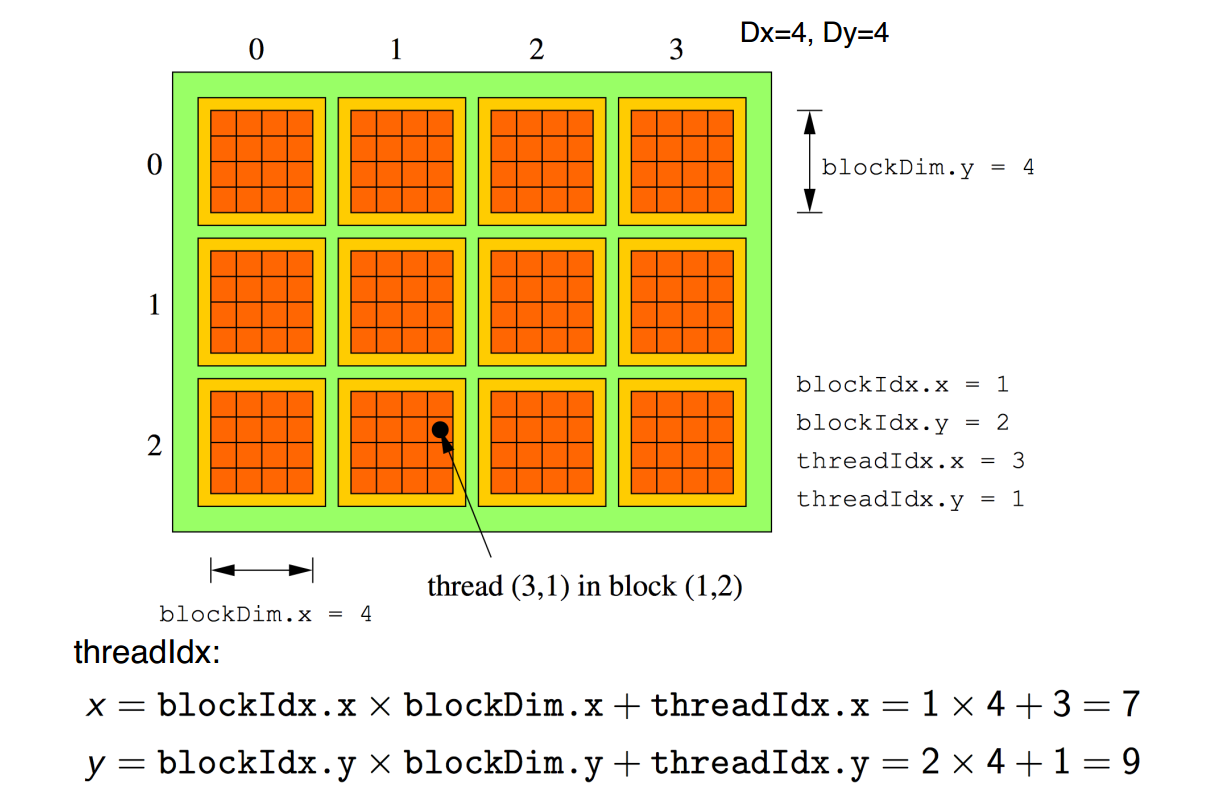 Dx=4, Dy=4
0 1 2 3
0
blockDim.y = 4
1
blockIdx.x = 1
blockIdx.y = 2
2
threadIdx.x = 3
threadIdx.y = 1
thread (3,1) in block (1,2)
blockDim.x = 4
threadIdx:
x = blockIdx.x × blockDim.x + threadIdx.x = 1 × 4 + 3 = 7
y = blockIdx.y × blockDim.y + threadIdx.y = 2 × 4 + 1 = 9